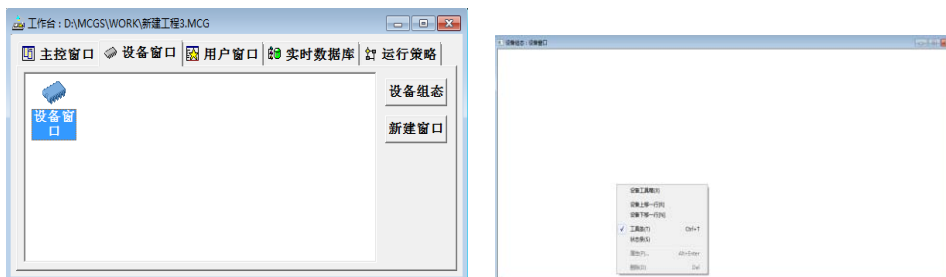 工作台 : D:\MCGS\WORK\新建工程3.MCG
主控窗口 设备窗口 用户窗口 实时数据库 运行策略
设备窗
口
设备组态
新建窗口
设备组态 : 设备窗口
设备工具箱(X)
设备上移一行(R)
设备下移一行(N)
工具条(T) Ctrl+T
状态条(S)
属性(P)... Alt+Enter
删除(D) Del